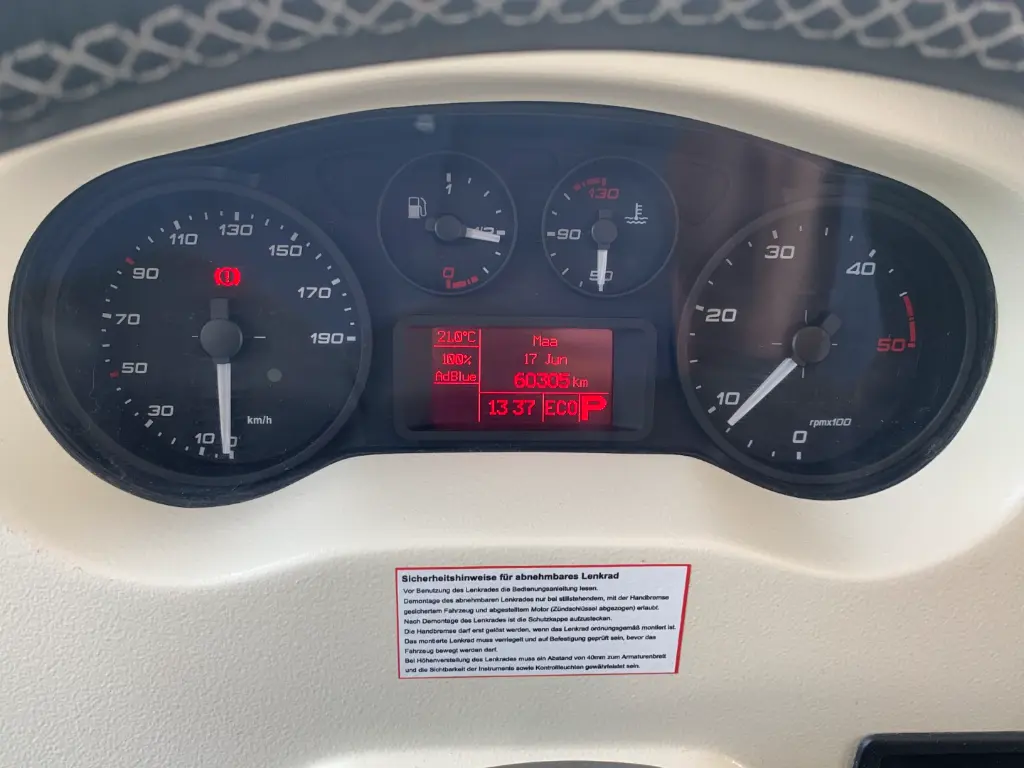 1
130
1/2
0
130
90
50
10
30
50
70
90
110
130
150
170
190
km/h
0
10
20
30
40
50
rpmx100
21.0°C
100%
AdBlue
Maa
17 Jun
60305 km
13 37 ECO P
Sicherheitshinweise für abnehmbares Lenkrad
Vor Benutzung des Lenkrades die Bedienungsanleitung lesen.
Demontage des abnehmbaren Lenkrades nur bei stillstehendem, mit der Handbremse
gesichertem Fahrzeug und abgestelltem Motor (Zündschlüssel abgezogen) erlaubt.
Nach Demontage des Lenkrades ist die Schutzkappe aufzustecken.
Die Handbremse darf erst gelöst werden, wenn das Lenkrad ordnungsgemäß montiert ist.
Das montierte Lenkrad muss verriegelt und auf Befestigung geprüft sein, bevor das
Fahrzeug bewegt werden darf.
Bei Höhenverstellung des Lenkrades muss ein Abstand von 40mm zum Armaturenbrett
und die Sichtbarkeit der Instrumente sowie Kontrollleuchten gewährleistet sein.